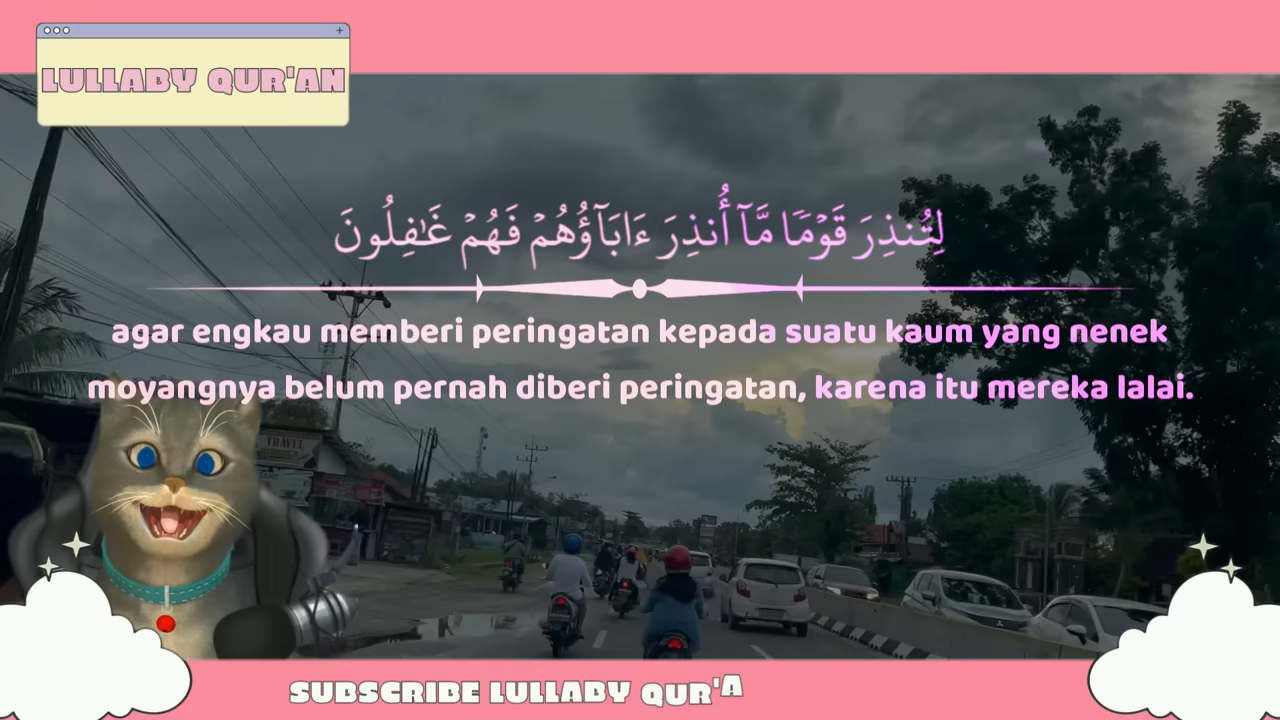 LULLABY QUR'AN
لِتُنذِرَ قَوْمًا مَّآ أُنذِرَ ءَابَآؤُهُمْ فَهُمْ غَٰفِلُونَ
agar engkau memberi peringatan kepada suatu kaum yang nenek
moyangnya belum pernah diberi peringatan, karena itu mereka lalai.
TRAVEL
SUBSCRIBE LULLABY QUR'A